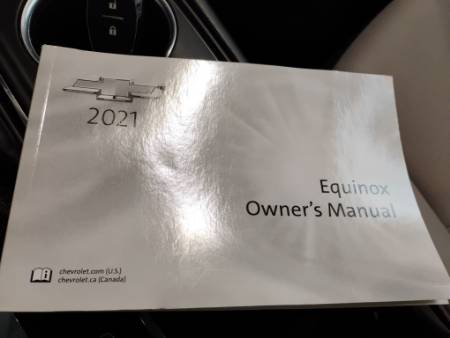 2021
Equinox
Owner's Manual
chevrolet.com (U.S.)
chevrolet.ca (Canada)